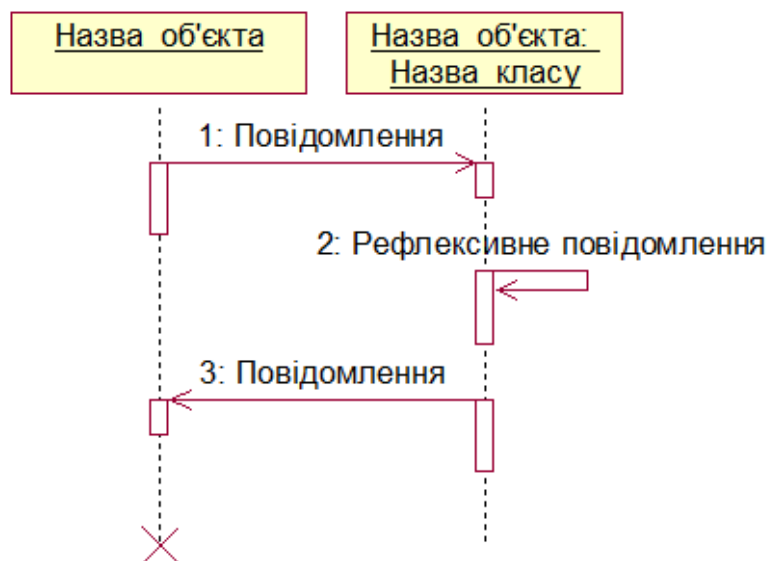 Назва об'єкта
Назва об'єкта:
Назва класу
1: Повідомлення
2: Рефлексивне повідомлення
3: Повідомлення